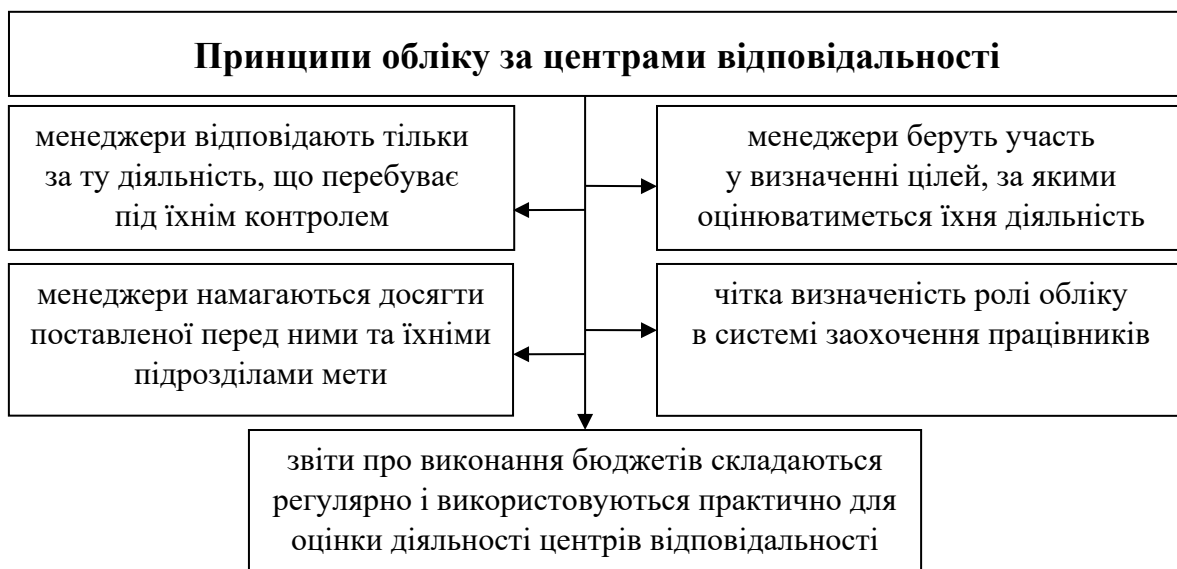 Принципи обліку за центрами відповідальності
менеджери відповідають тільки
за ту діяльність, що перебуває
під їхнім контролем
менеджери беруть участь
у визначенні цілей, за якими
оцінюватиметься їхня діяльність
менеджери намагаються досягти
поставленої перед ними та їхніми
підрозділами мети
чітка визначеність ролі обліку
в системі заохочення працівників
звіти про виконання бюджетів складаються
регулярно і використовуються практично для
оцінки діяльності центрів відповідальності